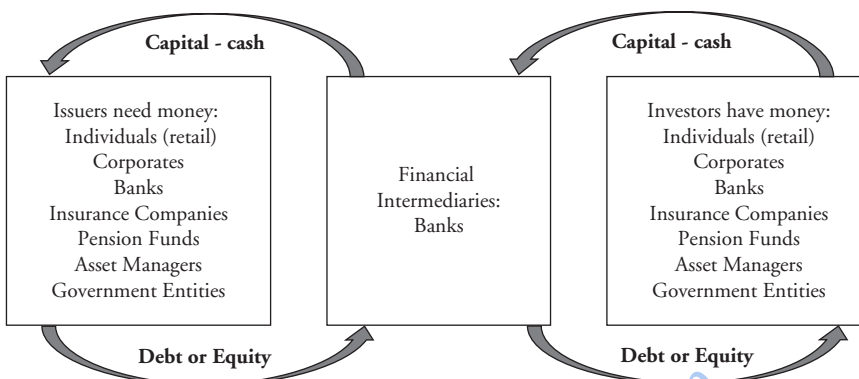 Capital - cash
Capital - cash
Issuers need money:
Individuals (retail)
Corporates
Banks
Insurance Companies
Pension Funds
Asset Managers
Government Entities
Financial
Intermediaries:
Banks
Investors have money:
Individuals (retail)
Corporates
Banks
Insurance Companies
Pension Funds
Asset Managers
Government Entities
Debt or Equity
Debt or Equity